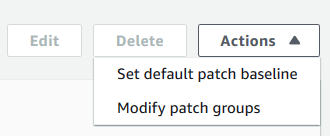 Edit Delete Actions
Set default patch baseline
Modify patch groups